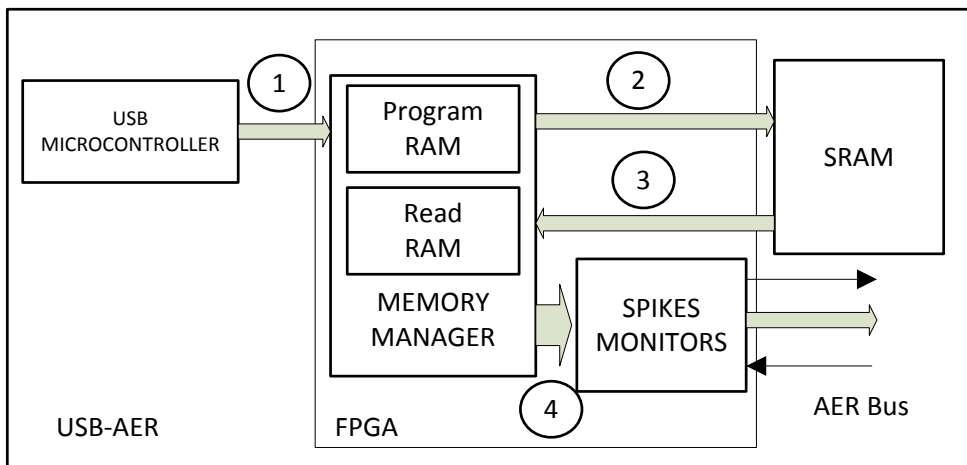 1
2
USB
MICROCONTROLLER
Program
RAM
SRAM
3
Read
RAM
MEMORY
MANAGER
SPIKES
MONITORS
4
AER Bus
USB-AER
FPGA